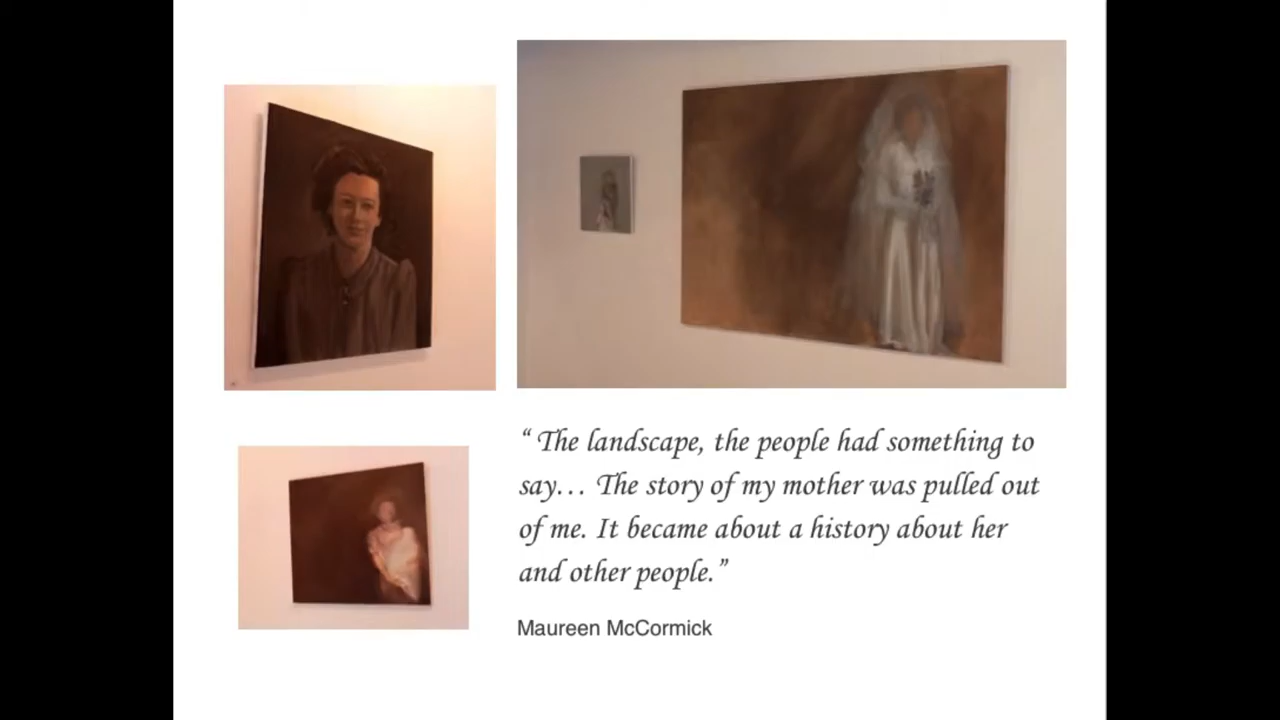 “ The landscape, the people had something to
say… The story of my mother was pulled out
of me. It became about a history about her
and other people.”
Maureen McCormick